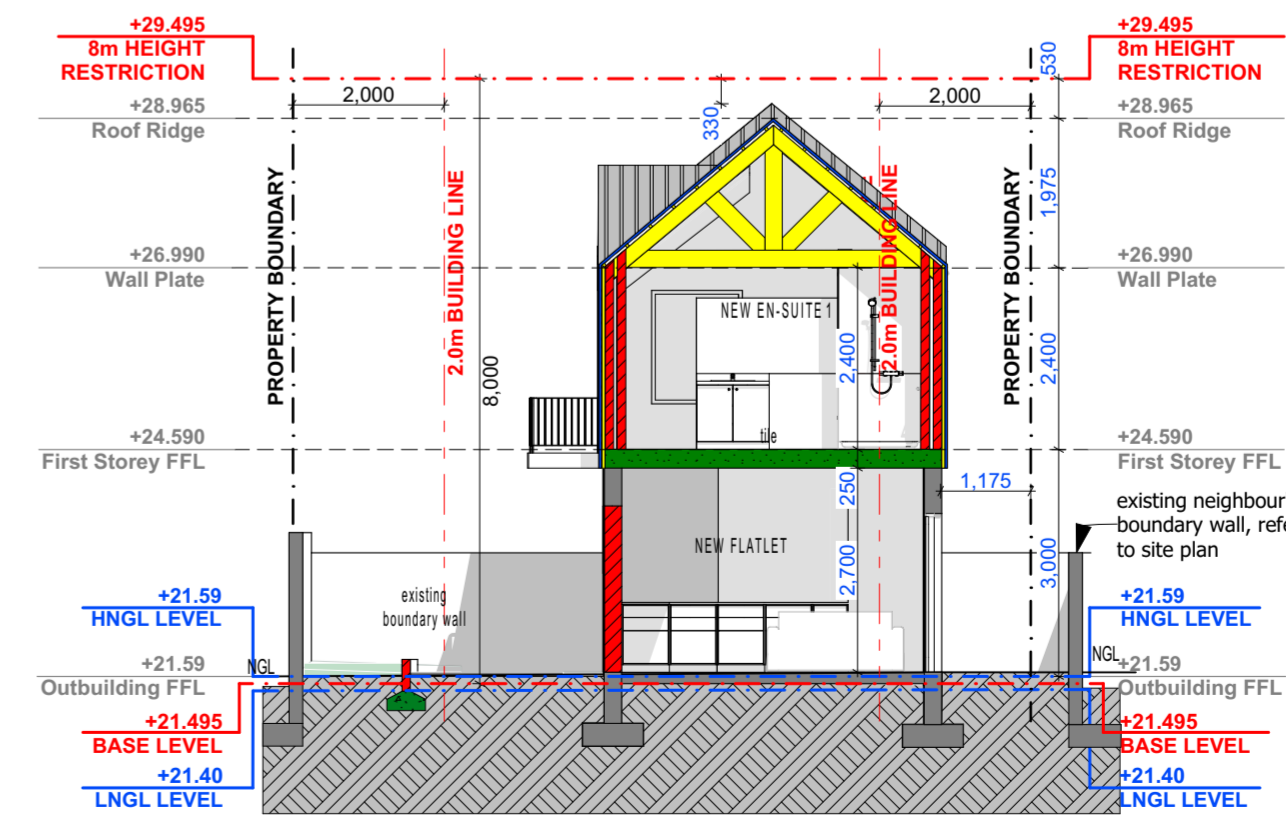 +29.495
8m HEIGHT
RESTRICTION
+28.965
Roof Ridge
+26.990
Wall Plate
+24.590
First Storey FFL
+21.59
HNGL LEVEL
+21.59
Outbuilding FFL
+21.495
BASE LEVEL
+21.40
LNGL LEVEL
2,000
PROPERTY BOUNDARY
2.0m BUILDING LINE
8,000
NGL
existing
boundary wall
330
NEW EN-SUITE 1
2,400
tile
250
NEW FLATLET
2,700
2,000
2.0m BUILDING LINE
PROPERTY BOUNDARY
1,175
530
1,975
2,400
3,000
NGL
+29.495
8m HEIGHT
RESTRICTION
+28.965
Roof Ridge
+26.990
Wall Plate
+24.590
First Storey FFL
existing neighbour
boundary wall, refe
to site plan
+21.59
HNGL LEVEL
+21.59
Outbuilding FFL
+21.495
BASE LEVEL
+21.40
LNGL LEVEL